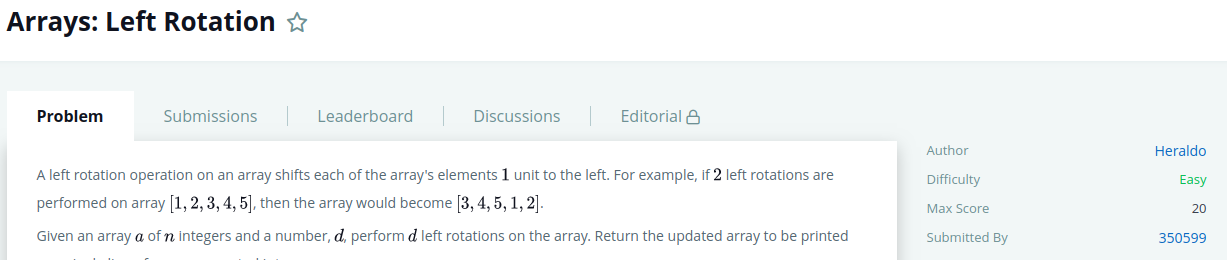 Arrays: Left Rotation
Problem
Submissions
Leaderboard
Discussions
Editorial
A left rotation operation on an array shifts each of the array's elements 1 unit to the left. For example, if 2 left rotations are
performed on array [1, 2, 3, 4, 5], then the array would become [3, 4, 5, 1, 2].
Given an array a of n integers and a number, d, perform d left rotations on the array. Return the updated array to be printed
Author Heraldo
Difficulty Easy
Max Score 20
Submitted By 350599